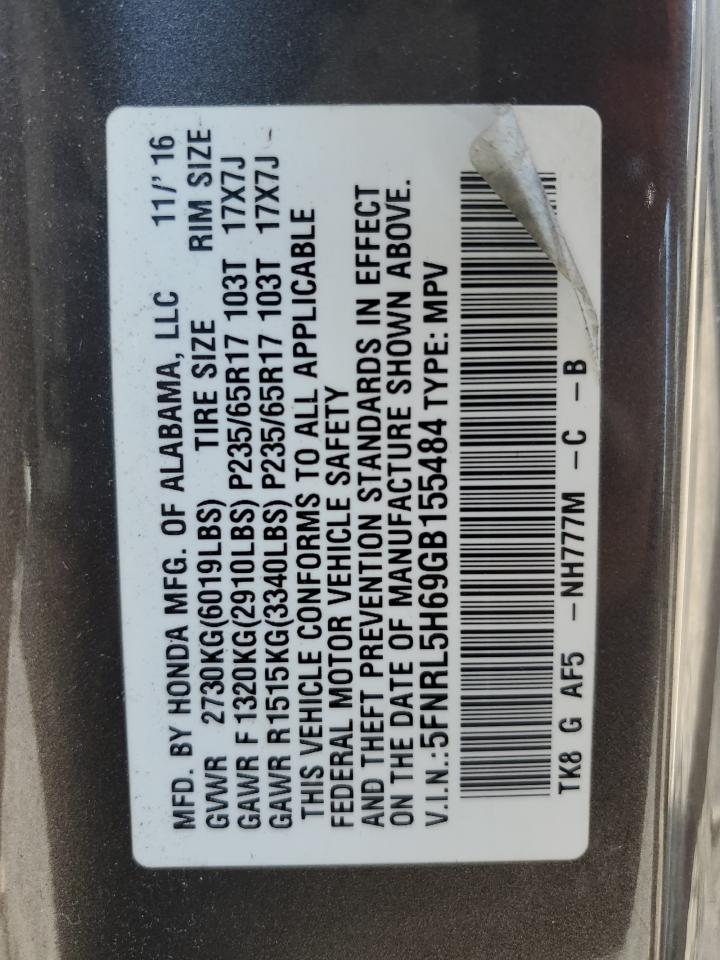 MFD. BY HONDA MFG. OF ALABAMA, LLC 11/' 16
GVWR 2730KG(6019LBS) TIRE SIZE RIM SIZE
GAWR F 1320KG(2910LBS) P235/65R17 103T 17X7J
GAWR R1515KG(3340LBS) P235/65R17 103T 17X7J
THIS VEHICLE CONFORMS TO ALL APPLICABLE
FEDERAL MOTOR VEHICLE SAFETY
AND THEFT PREVENTION STANDARDS IN EFFECT
ON THE DATE OF MANUFACTURE SHOWN ABOVE.
V.I.N.:5FNRL5H69GB155484 TYPE: MPV
TK8 G AF5 -NH777M -C -B